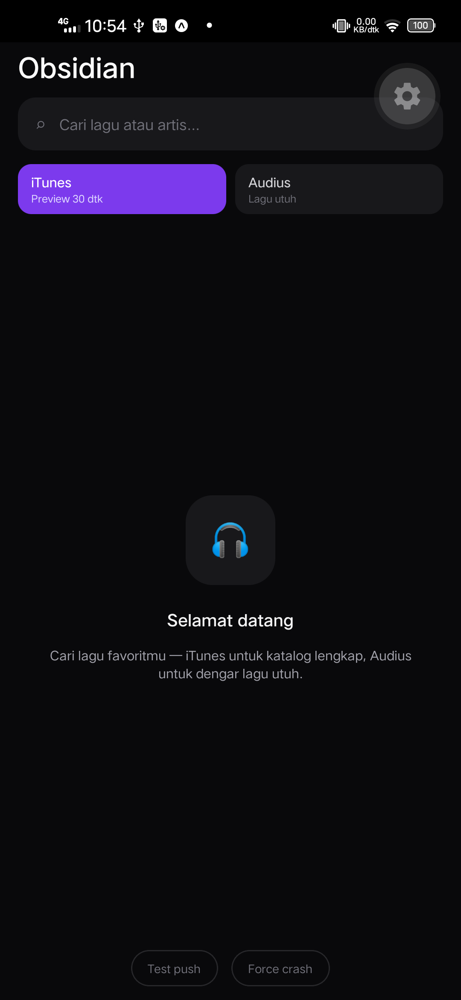 4G 10:54 0.00 KB/dtk 100
Obsidian
Cari lagu atau artis...
iTunes
Preview 30 dtk
Audius
Lagu utuh
Selamat datang
Cari lagu favoritmu — iTunes untuk katalog lengkap, Audius
untuk dengar lagu utuh.
Test push
Force crash